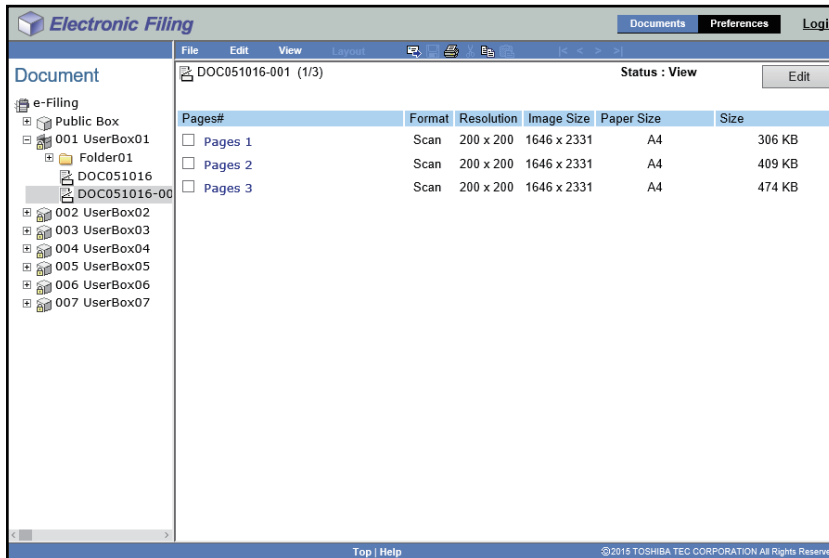 Electronic Filing
Documents Preferences Logi
File Edit View Layout |< < > >|
Document
DOC051016-001 (1/3) Status : View Edit
e-Filing
Public Box
001 UserBox01
Folder01
DOC051016
DOC051016-00
002 UserBox02
003 UserBox03
004 UserBox04
005 UserBox05
006 UserBox06
007 UserBox07
Pages# Format Resolution Image Size Paper Size Size
Pages 1 Scan 200 x 200 1646 x 2331 A4 306 KB
Pages 2 Scan 200 x 200 1646 x 2331 A4 409 KB
Pages 3 Scan 200 x 200 1646 x 2331 A4 474 KB
Top | Help ©2015 TOSHIBA TEC CORPORATION All Rights Reserve